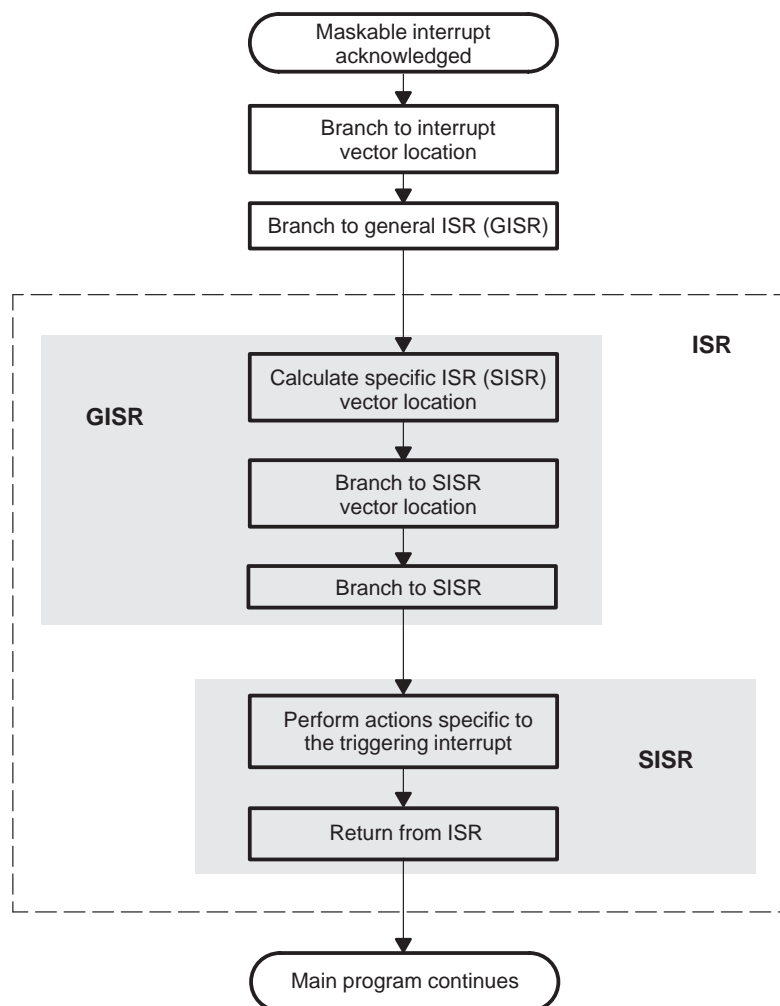 Maskable interrupt
acknowledged
Branch to interrupt
vector location
Branch to general ISR (GISR)
ISR
Calculate specific ISR (SISR)
vector location
GISR
Branch to SISR
vector location
Branch to SISR
Perform actions specific to
the triggering interrupt
SISR
Return from ISR
Main program continues